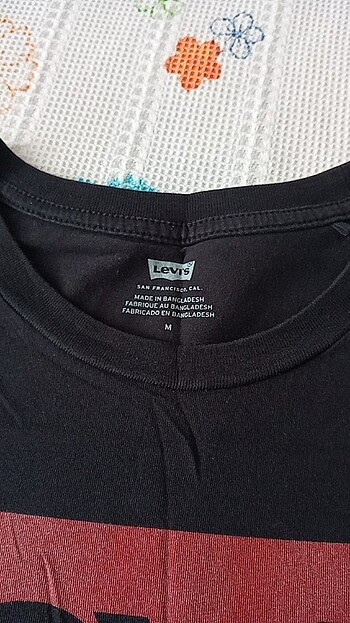 Levi's
SAN FRANCISCO, CAL.
MADE IN BANGLADESH
FABRIQUE AU BANGLADESH
FABRICADO EN BANGLADESH
M